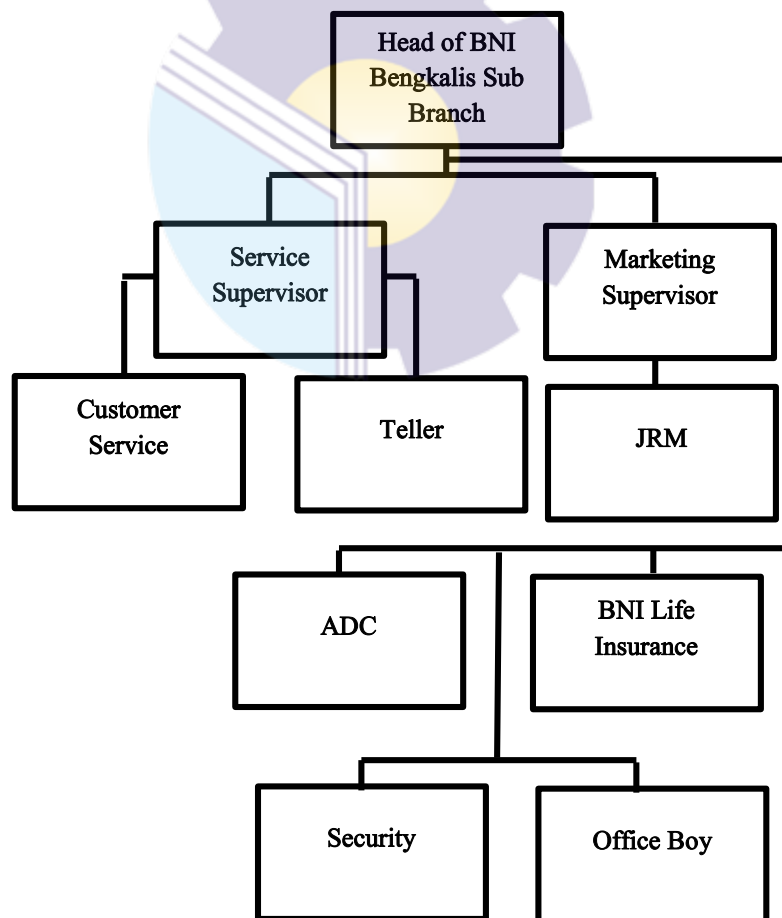 Head of BNI
Bengkalis Sub
Branch
Service
Supervisor
Marketing
Supervisor
Customer
Service
Teller
JRM
ADC
BNI Life
Insurance
Security
Office Boy